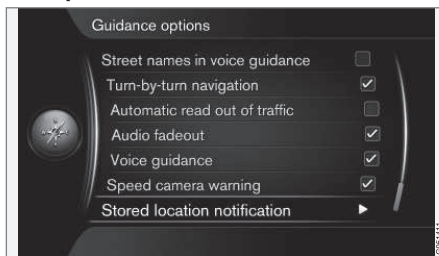 Guidance options
Street names in voice guidance
Turn-by-turn navigation
Automatic read out of traffic
Audio fadeout
Voice guidance
Speed camera warning
Stored location notification